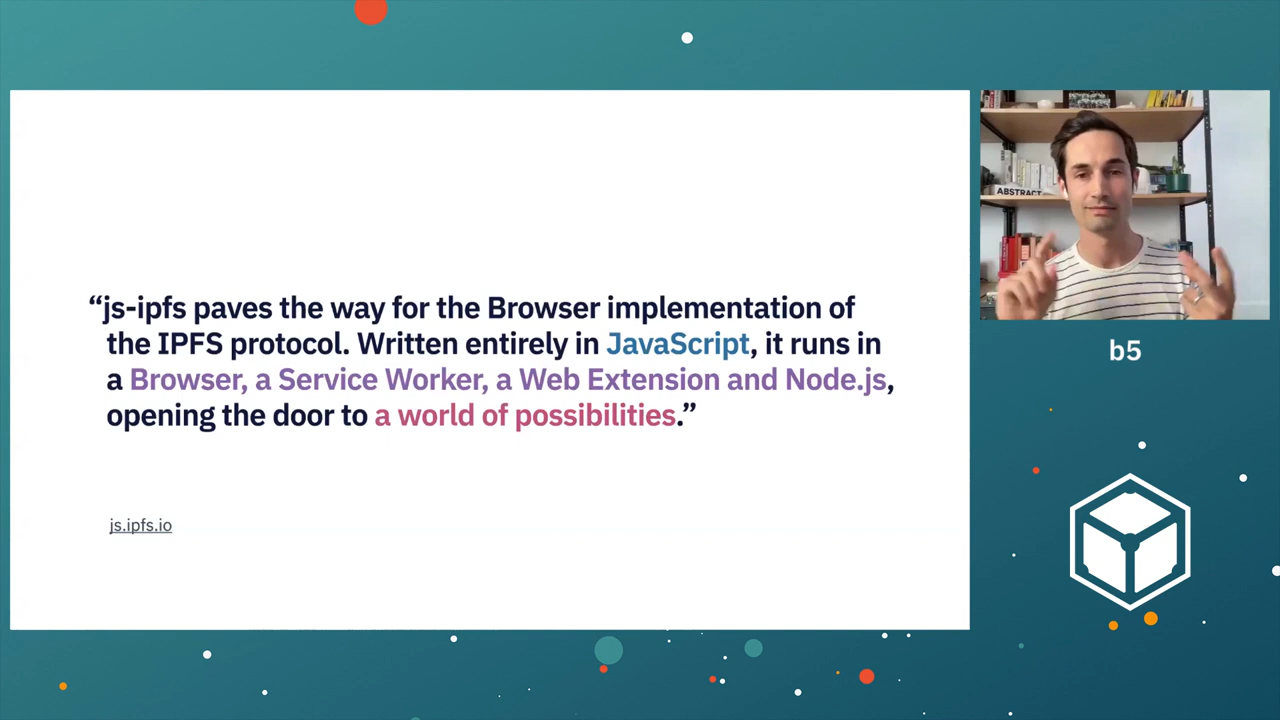 “js-ipfs paves the way for the Browser implementation of
the IPFS protocol. Written entirely in JavaScript, it runs in
a Browser, a Service Worker, a Web Extension and Node.js,
opening the door to a world of possibilities.”
js.ipfs.io
ABSTRACT
b5